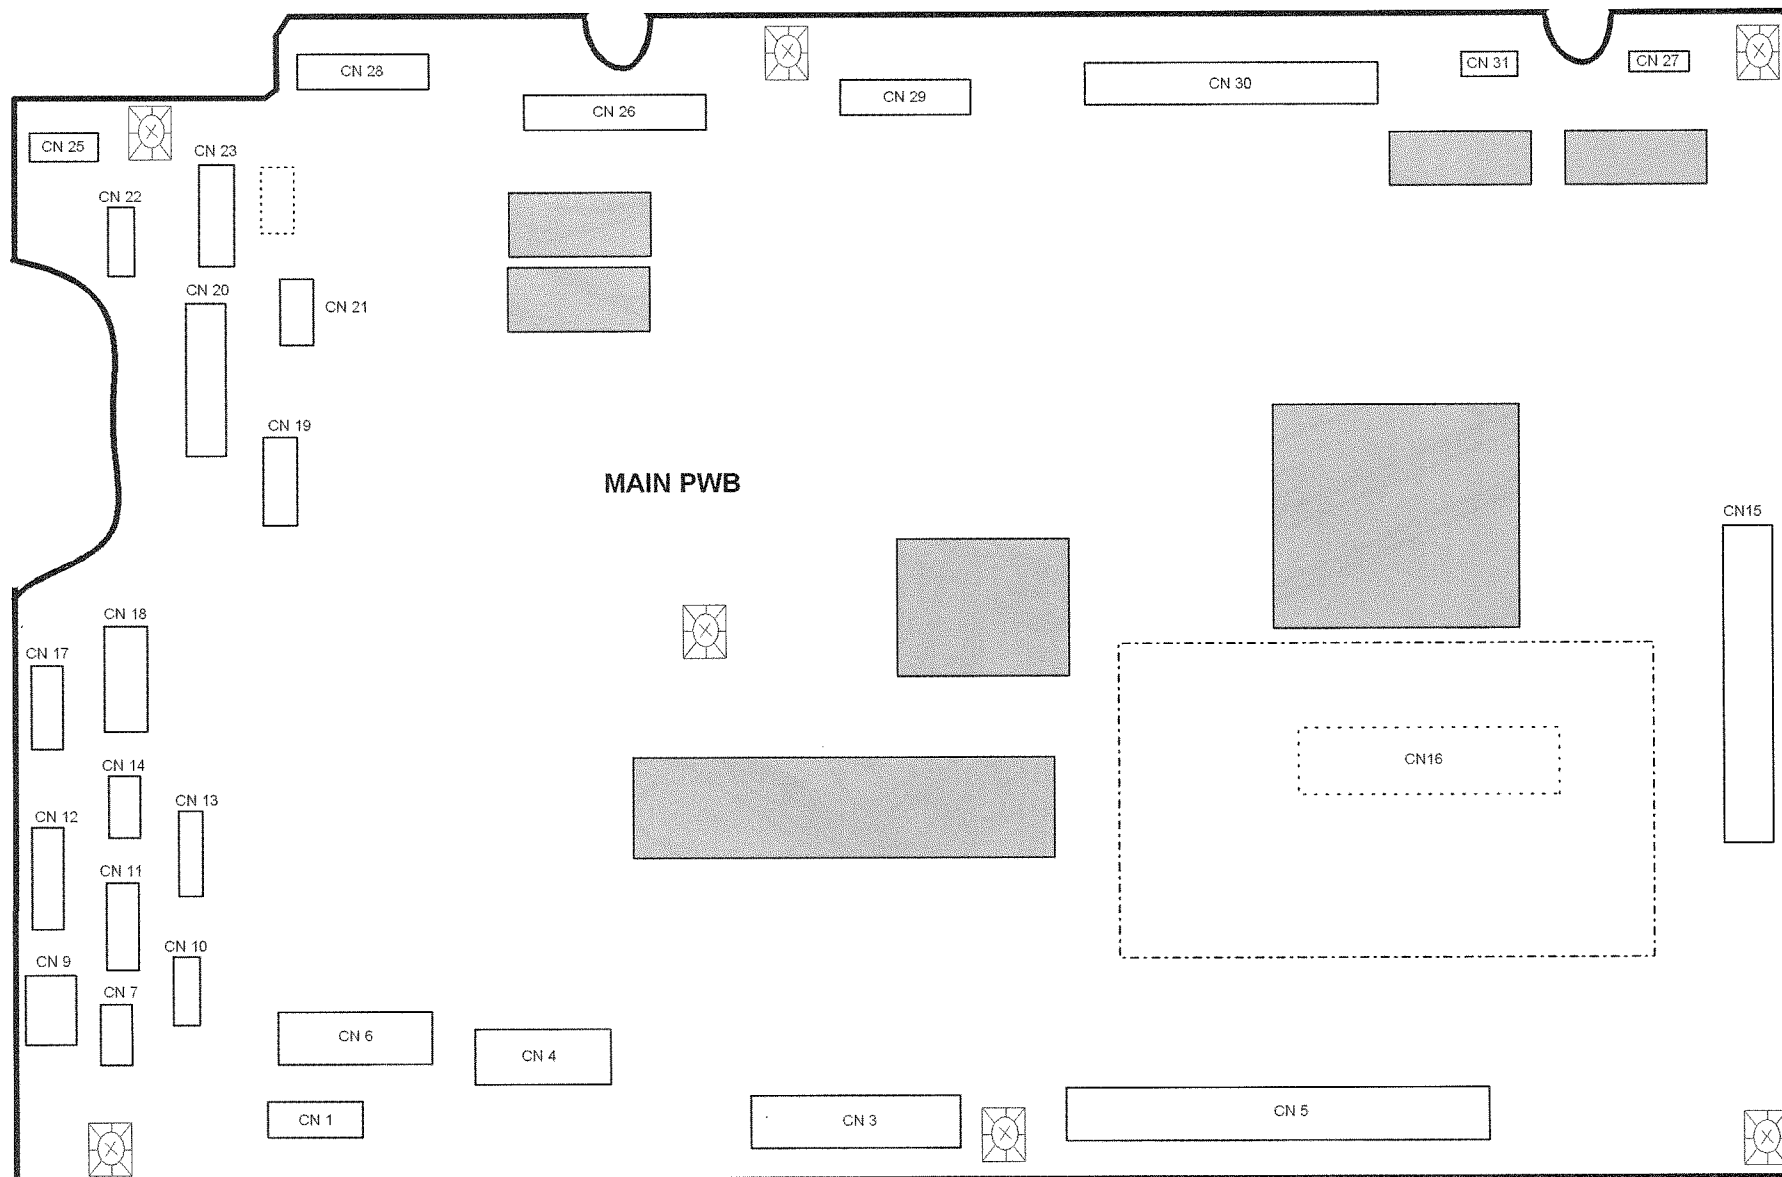 CN 28
CN 26
CN 29
CN 30
CN 31
CN 27
CN 25
CN 23
CN 22
CN 20
CN 21
CN 19
MAIN PWB
CN15
CN 18
CN 17
CN16
CN 14
CN 13
CN 12
CN 11
CN 10
CN 9
CN 7
CN 6
CN 4
CN 1
CN 3
CN 5